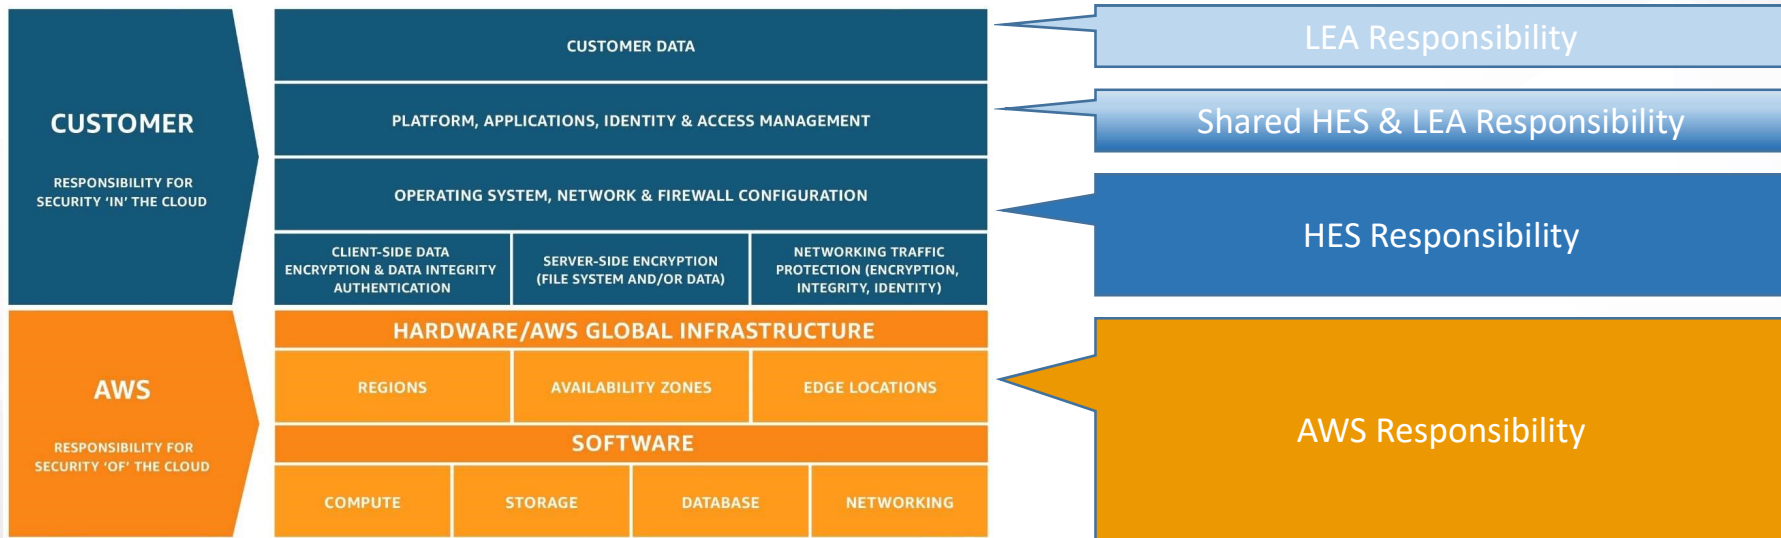 CUSTOMER
RESPONSIBILITY FOR
SECURITY ‘IN’ THE CLOUD
CUSTOMER DATA
PLATFORM, APPLICATIONS, IDENTITY & ACCESS MANAGEMENT
OPERATING SYSTEM, NETWORK & FIREWALL CONFIGURATION
CLIENT-SIDE DATA
ENCRYPTION & DATA INTEGRITY
AUTHENTICATION
SERVER-SIDE ENCRYPTION
(FILE SYSTEM AND/OR DATA)
NETWORKING TRAFFIC
PROTECTION (ENCRYPTION,
INTEGRITY, IDENTITY)
AWS
RESPONSIBILITY FOR
SECURITY ‘OF’ THE CLOUD
HARDWARE/AWS GLOBAL INFRASTRUCTURE
REGIONS
AVAILABILITY ZONES
EDGE LOCATIONS
SOFTWARE
COMPUTE
STORAGE
DATABASE
NETWORKING
LEA Responsibility
Shared HES & LEA Responsibility
HES Responsibility
AWS Responsibility